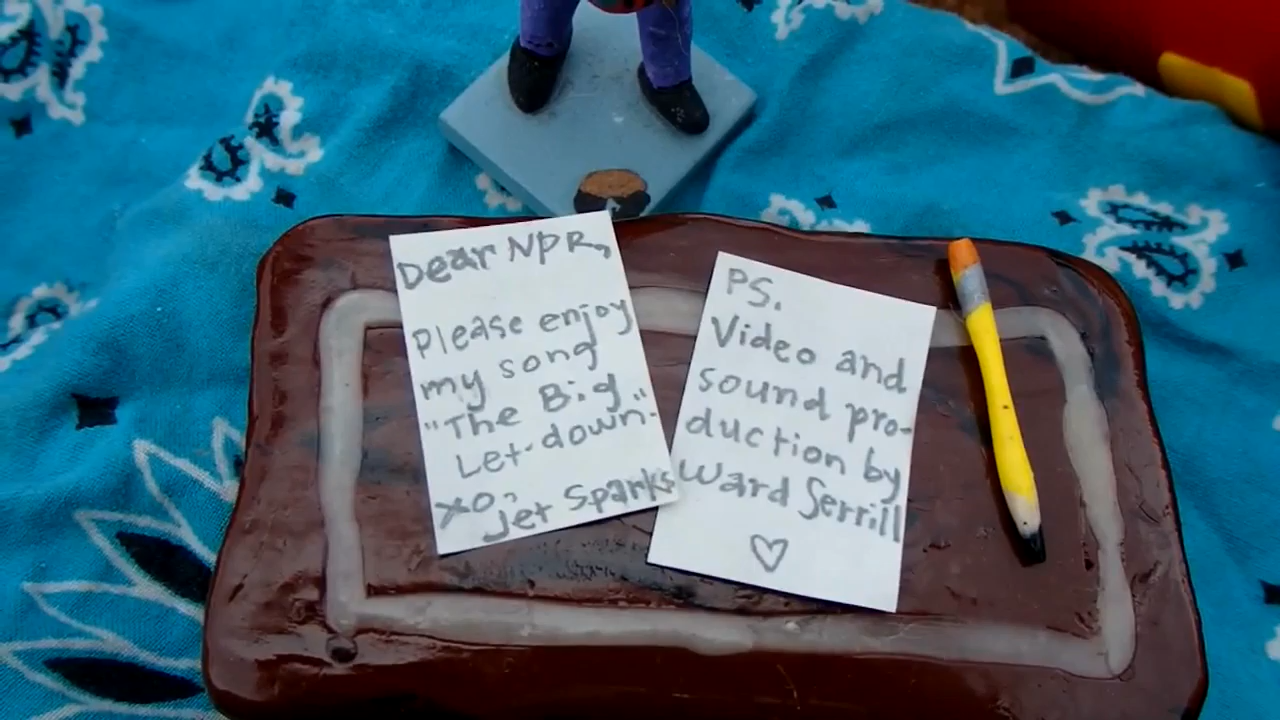 Dear NPR,
Please enjoy
my song
"The Big
Let-down."
xo,
Jet Sparks
PS.
Video and
sound pro-
duction by
Ward Serrill